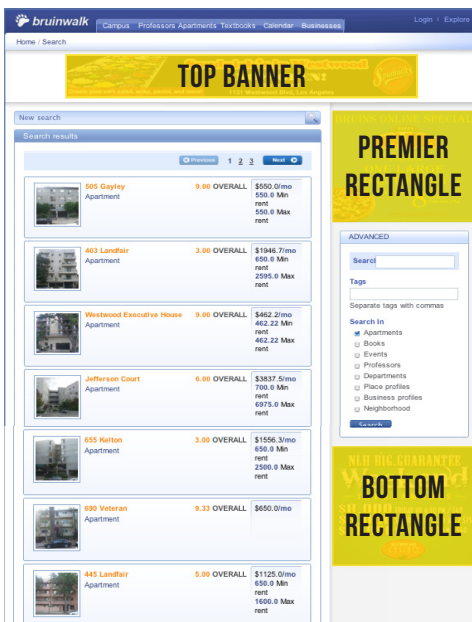 bruinwalk
Campus Professors Apartments Textbooks Calendar Businesses
Login Explore
Home / Search
TOP BANNER
1121 Westwood Blvd, Los Angeles
New search
Search results
Previous 1 2 3 Next
505 Gayley 9.00 OVERALL $550.0/mo
Apartment 550.0 Min
rent
550.0 Max
rent
403 Landfair 3.00 OVERALL $1946.7/mo
Apartment 650.0 Min
rent
2595.0 Max
rent
Westwood Executive House 9.00 OVERALL $462.2/mo
Apartment 462.22 Min
rent
462.22 Max
rent
Jefferson Court 6.00 OVERALL $3837.5/mo
Apartment 700.0 Min
rent
6975.0 Max
rent
655 Kelton 3.00 OVERALL $1556.3/mo
Apartment 650.0 Min
rent
2500.0 Max
rent
690 Veteran 9.33 OVERALL $650.0/mo
Apartment
445 Landfair 5.00 OVERALL $1125.0/mo
Apartment 650.0 Min
rent
1600.0 Max
rent
BRUINS ONLINE SPECIAL
PREMIER
RECTANGLE
ADVANCED
Search
Tags
Separate tags with commas
Search In
Apartments
Books
Events
Professors
Departments
Place profiles
Business profiles
Neighborhood
Search
BOTTOM
RECTANGLE